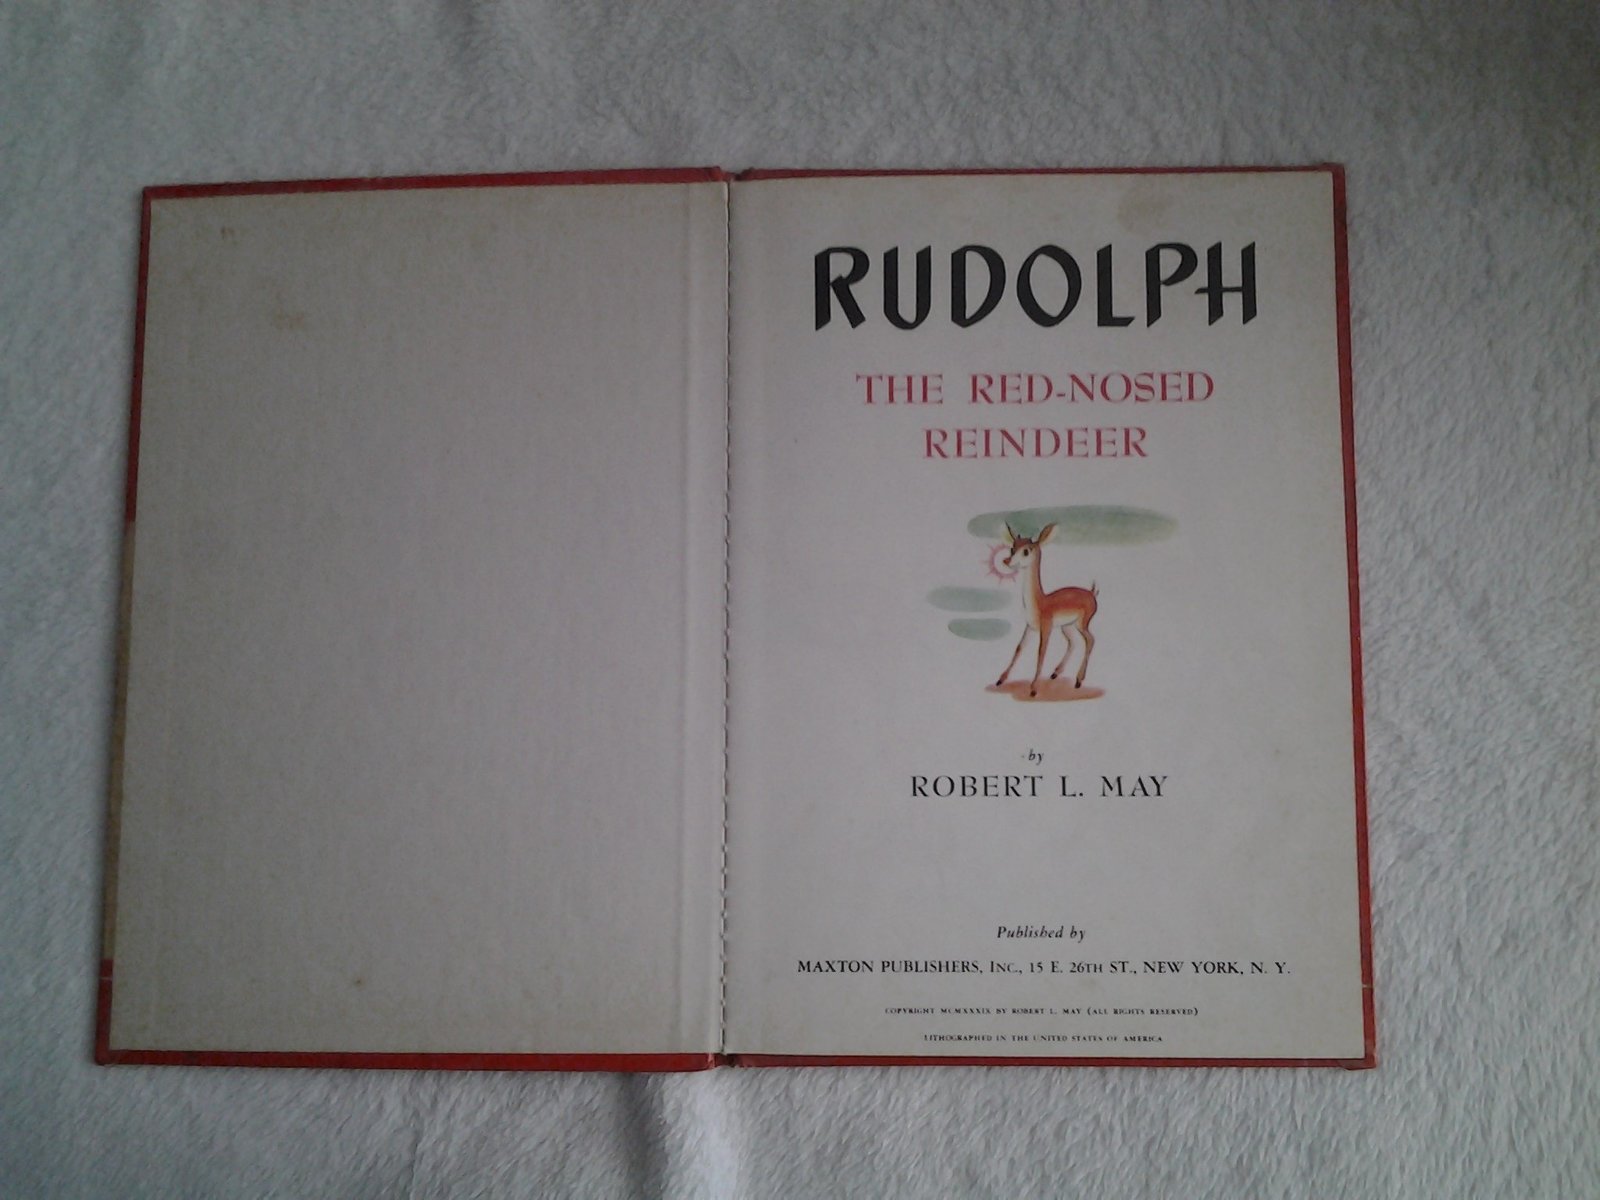 RUDOLPH
THE RED-NOSED
REINDEER
by
ROBERT L. MAY
Published by
MAXTON PUBLISHERS, INC., 15 E. 26TH ST., NEW YORK, N. Y.
COPYRIGHT MCMXXXIX BY ROBERT L. MAY (ALL RIGHTS RESERVED)
LITHOGRAPHED IN THE UNITED STATES OF AMERICA